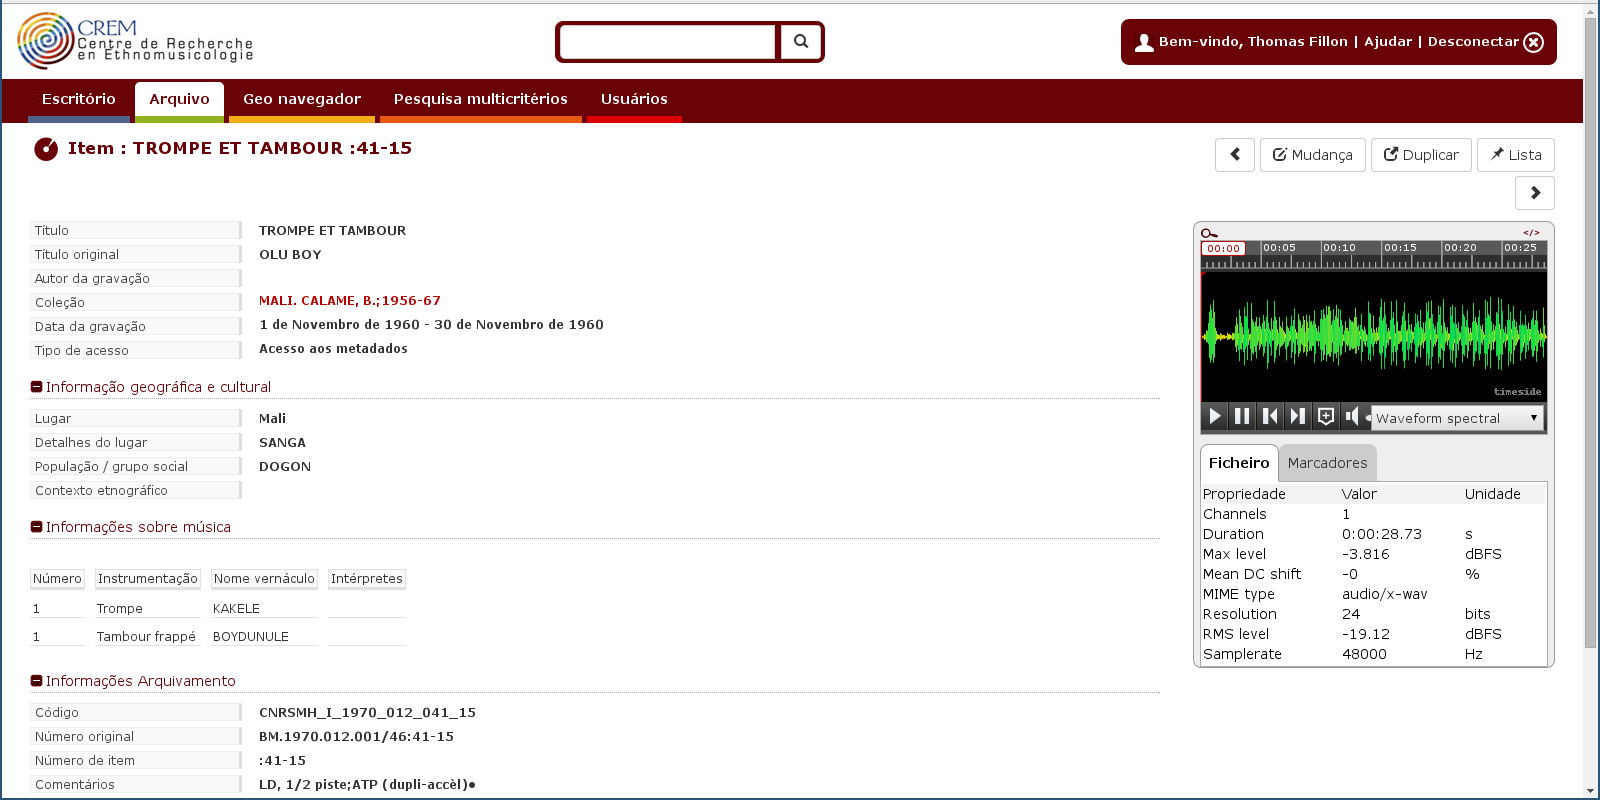 CREM
Centre de Recherche
en Ethnomusicologie
Bem-vindo, Thomas Fillon | Ajudar | Desconectar
Escritório Arquivo Geo navegador Pesquisa multicritérios Usuários
Item : TROMPE ET TAMBOUR :41-15
Mudança Duplicar Lista
Título TROMPE ET TAMBOUR
Título original OLU BOY
Autor da gravação
Coleção MALI. CALAME, B.;1956-67
Data da gravação 1 de Novembro de 1960 - 30 de Novembro de 1960
Tipo de acesso Acesso aos metadados
Informação geográfica e cultural
Lugar Mali
Detalhes do lugar SANGA
População / grupo social DOGON
Contexto etnográfico
Informações sobre música
Número Instrumentação Nome vernáculo Intérpretes
1 Trompe KAKELE
1 Tambour frappé BOYDUNULE
Informações Arquivamento
Código CNRSMH_I_1970_012_041_15
Número original BM.1970.012.001/46:41-15
Número de item :41-15
Comentários LD, 1/2 piste;ATP (dupli-accèl)•
</>
00:00 00:05 00:10 00:15 00:20 00:25
timeside
Waveform spectral
Ficheiro Marcadores
Propriedade Valor Unidade
Channels 1
Duration 0:00:28.73 s
Max level -3.816 dBFS
Mean DC shift -0 %
MIME type audio/x-wav
Resolution 24 bits
RMS level -19.12 dBFS
Samplerate 48000 Hz